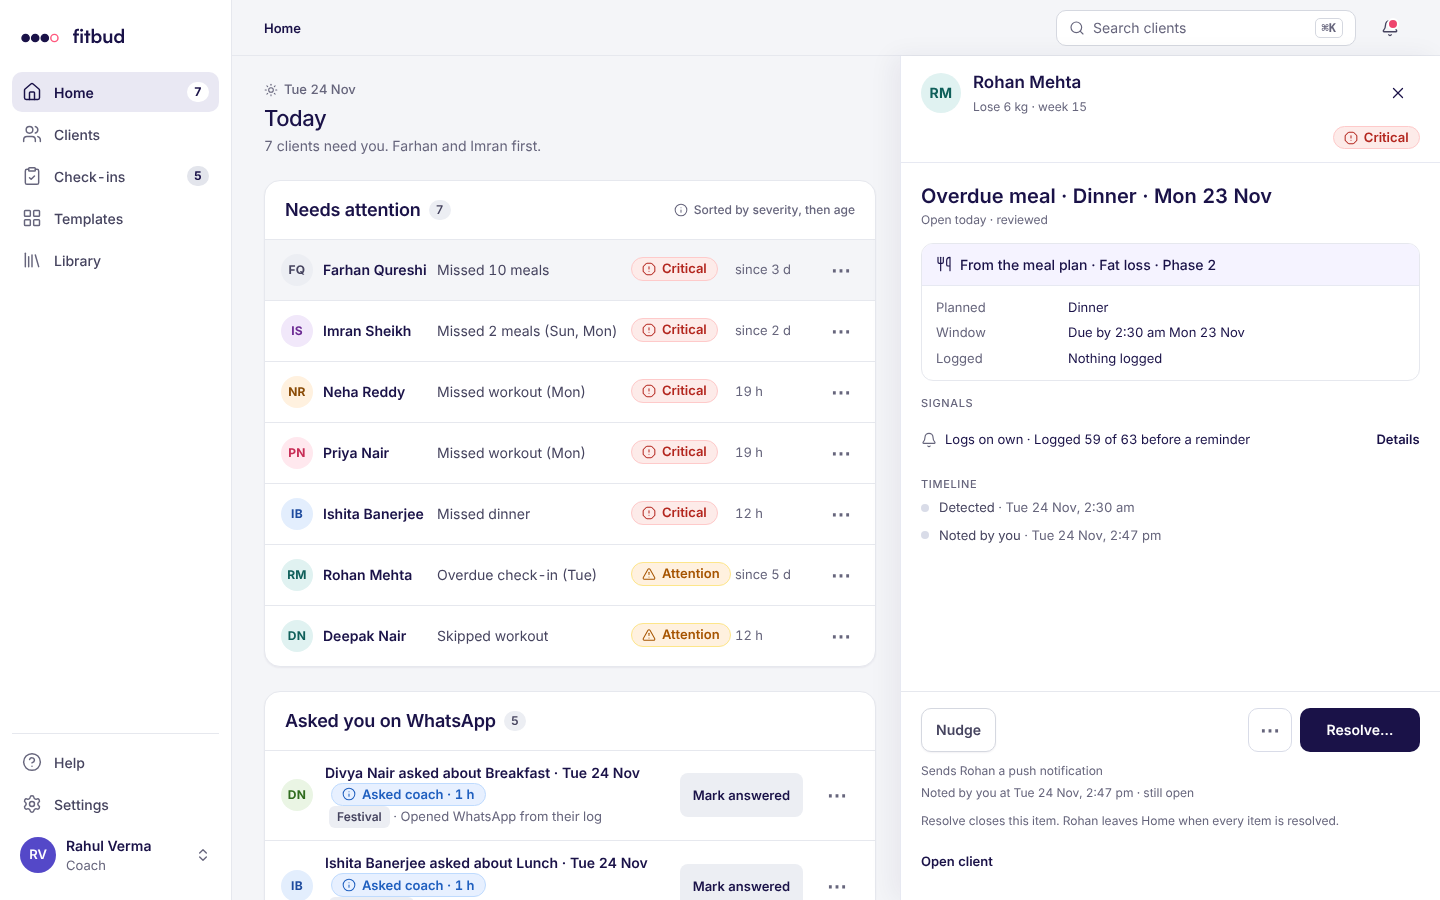 fitbud
Home 7
Clients
Check-ins 5
Templates
Library
Help
Settings
RV Rahul Verma
Coach
Home
Search clients ⌘K
Tue 24 Nov
Today
7 clients need you. Farhan and Imran first.
Needs attention 7 Sorted by severity, then age
FQ Farhan Qureshi Missed 10 meals Critical since 3 d
IS Imran Sheikh Missed 2 meals (Sun, Mon) Critical since 2 d
NR Neha Reddy Missed workout (Mon) Critical 19 h
PN Priya Nair Missed workout (Mon) Critical 19 h
IB Ishita Banerjee Missed dinner Critical 12 h
RM Rohan Mehta Overdue check-in (Tue) Attention since 5 d
DN Deepak Nair Skipped workout Attention 12 h
Asked you on WhatsApp 5
DN Divya Nair asked about Breakfast · Tue 24 Nov
Asked coach · 1 h
Festival · Opened WhatsApp from their log
Mark answered
IB Ishita Banerjee asked about Lunch · Tue 24 Nov
Asked coach · 1 h
Mark answered
RM Rohan Mehta
Lose 6 kg · week 15
Critical
Overdue meal · Dinner · Mon 23 Nov
Open today · reviewed
From the meal plan · Fat loss · Phase 2
Planned Dinner
Window Due by 2:30 am Mon 23 Nov
Logged Nothing logged
SIGNALS
Logs on own · Logged 59 of 63 before a reminder Details
TIMELINE
Detected · Tue 24 Nov, 2:30 am
Noted by you · Tue 24 Nov, 2:47 pm
Nudge Resolve...
Sends Rohan a push notification
Noted by you at Tue 24 Nov, 2:47 pm · still open
Resolve closes this item. Rohan leaves Home when every item is resolved.
Open client